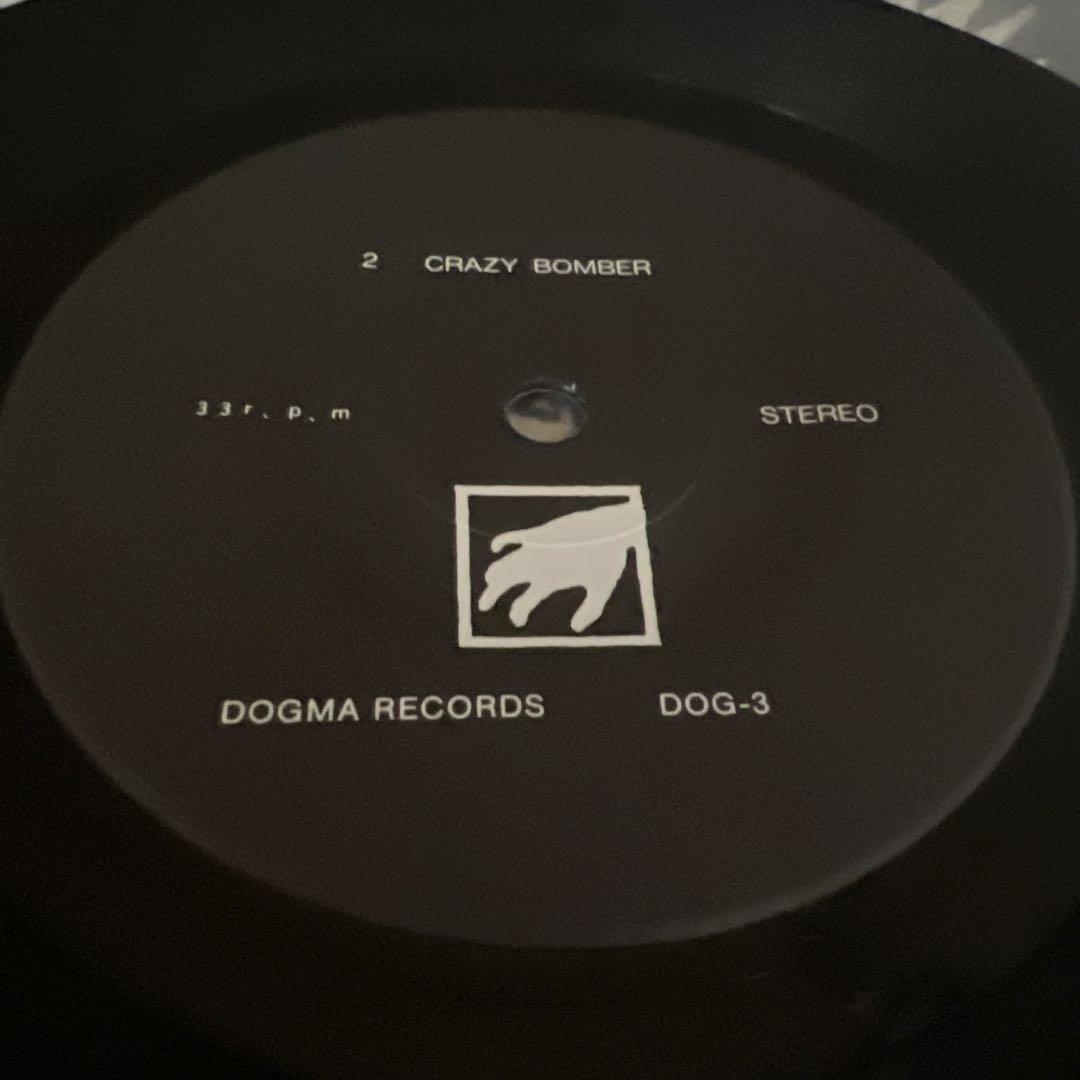 2 CRAZY BOMBER
33r、p、m
STEREO
DOGMA RECORDS DOG-3